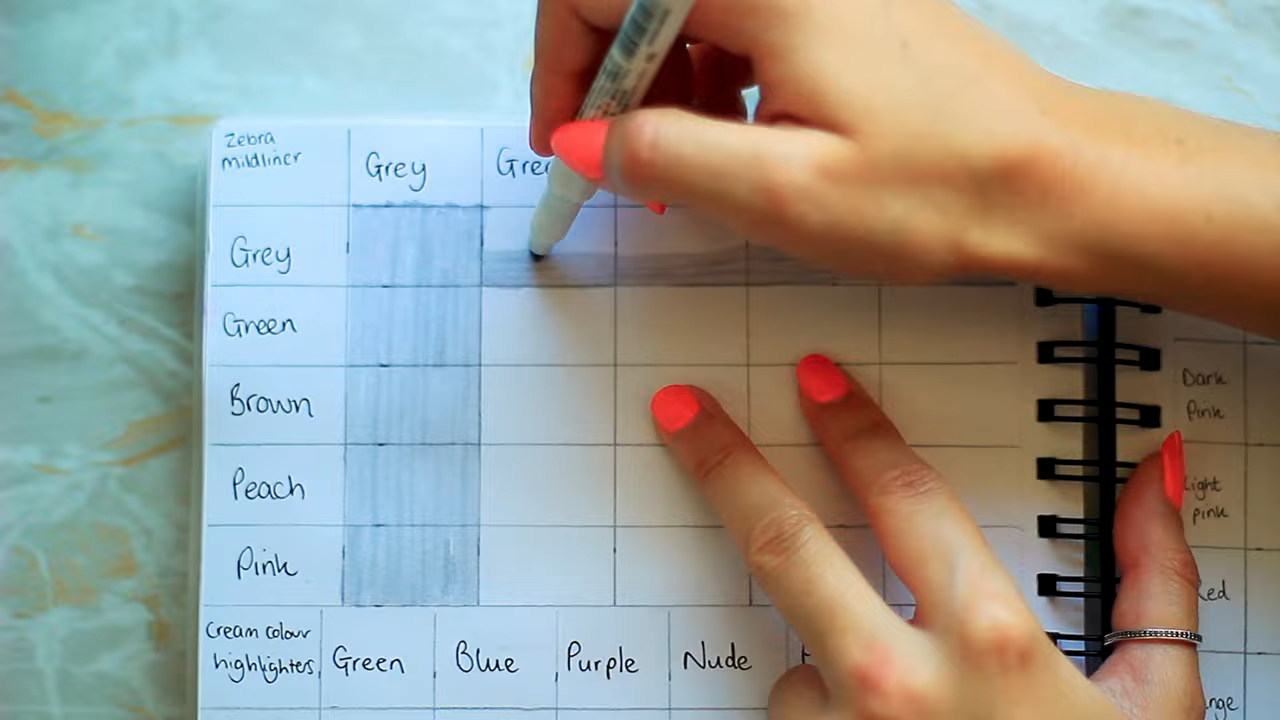 Zebra
mildliner
Grey
Grey
Green
Brown
Peach
Pink
Cream colour
highlighters
Green
Blue
Purple
Nude
Dark
Pink
Light
pink